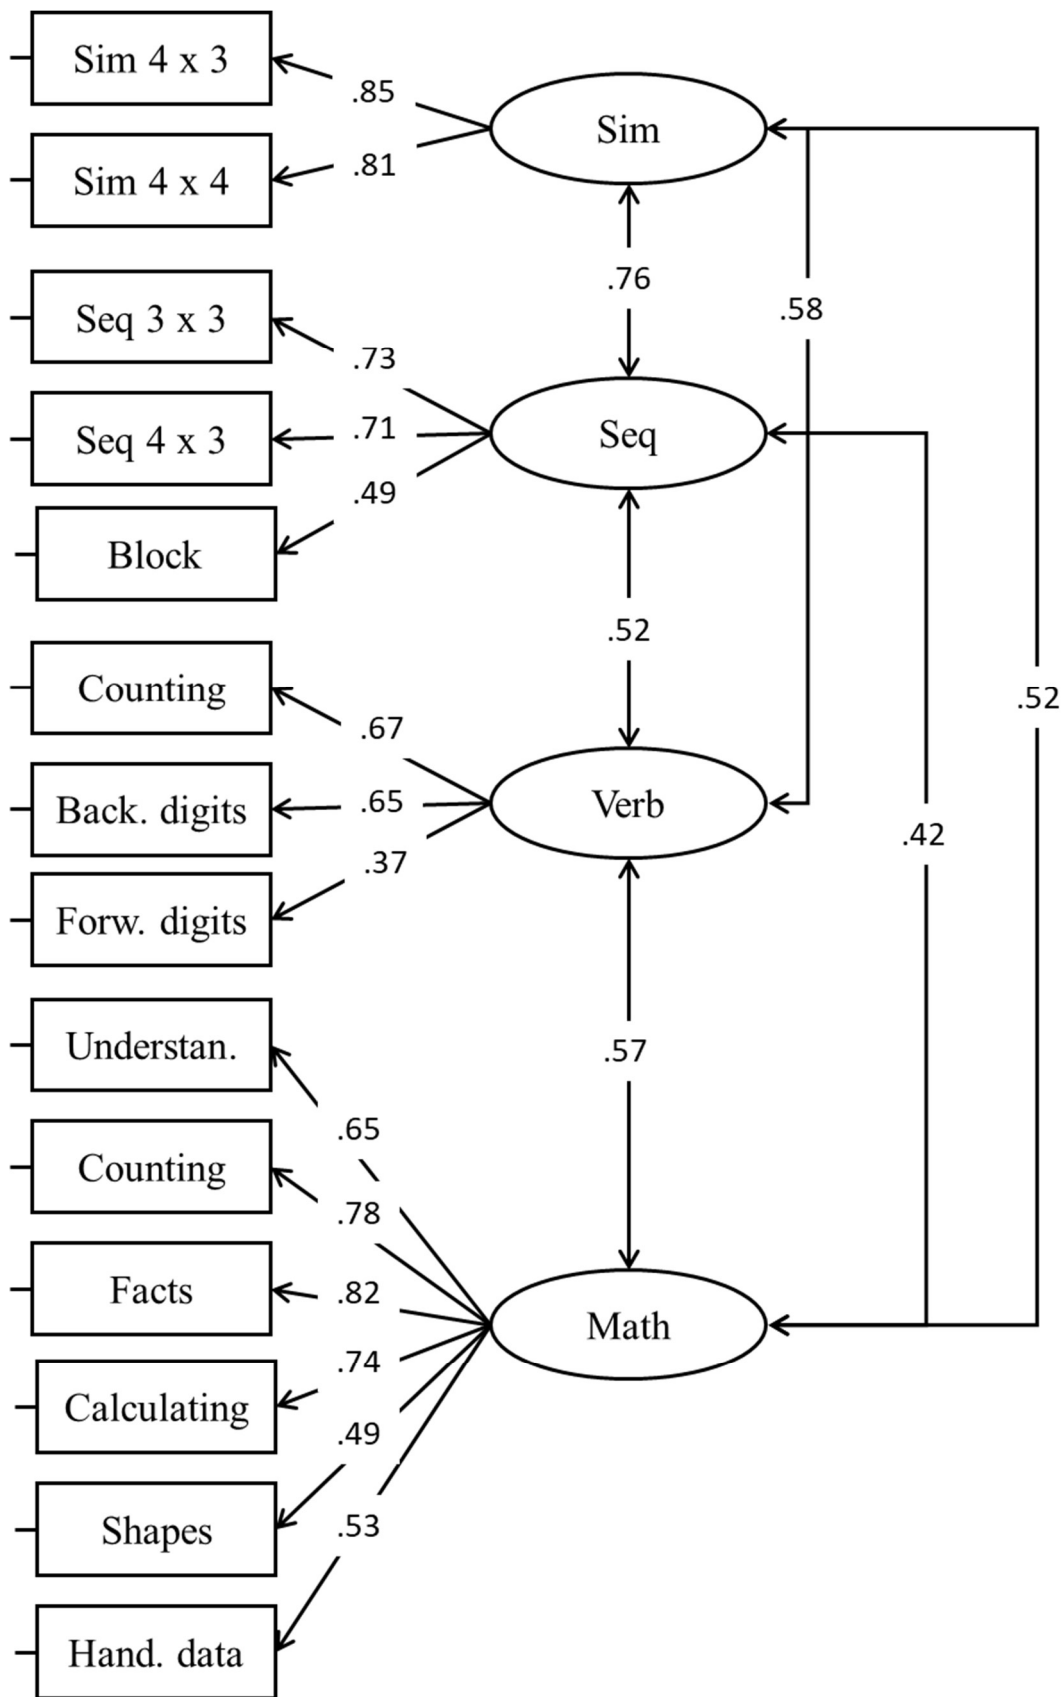 Sim 4 x 3
.85
Sim
.81
Sim 4 x 4
.76
.58
Seq 3 x 3
.73
Seq 4 x 3
.71
Seq
.49
Block
.52
Counting
.67
.52
Back. digits
.65
Verb
.42
.37
Forw. digits
Understan.
.57
.65
Counting
.78
Facts
.82
Math
.74
Calculating
.49
Shapes
.53
Hand. data